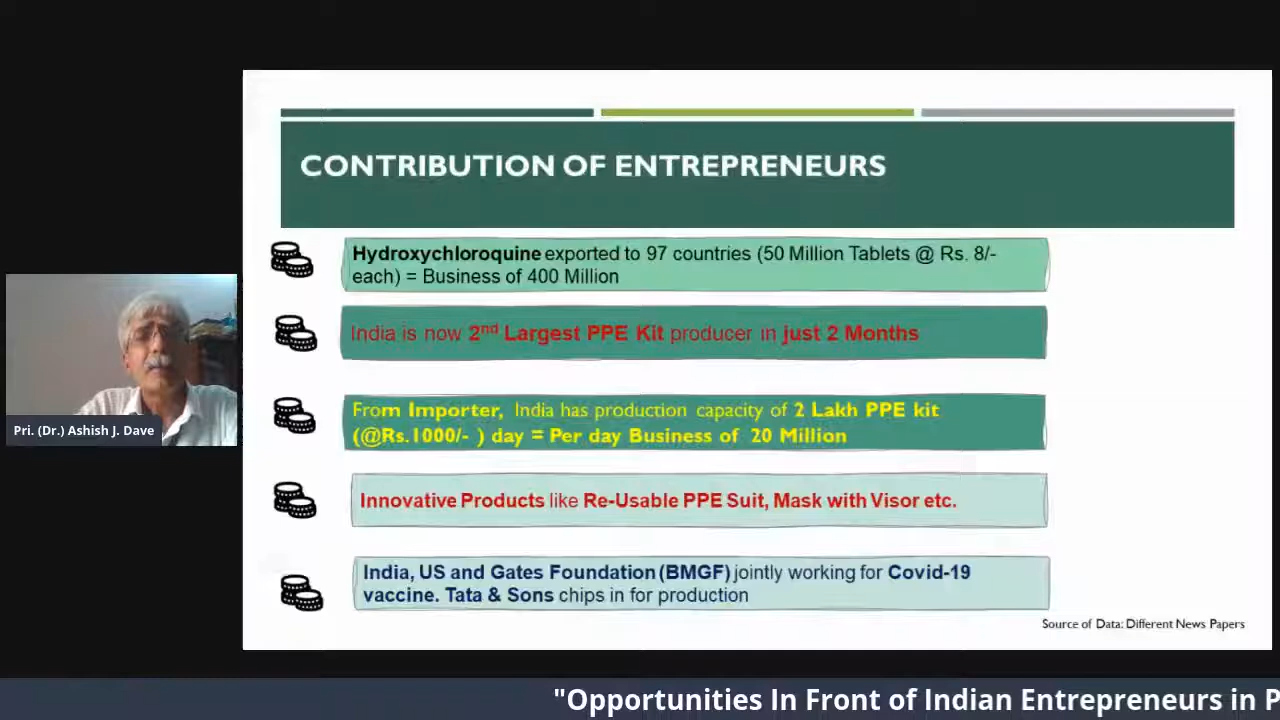 CONTRIBUTION OF ENTREPRENEURS
Hydroxychloroquine exported to 97 countries (50 Million Tablets @ Rs. 8/-
each) = Business of 400 Million
India is now 2nd Largest PPE Kit producer in just 2 Months
From Importer, India has production capacity of 2 Lakh PPE kit
(@Rs.1000/- ) day = Per day Business of 20 Million
Innovative Products like Re-Usable PPE Suit, Mask with Visor etc.
India, US and Gates Foundation (BMGF) jointly working for Covid-19
vaccine. Tata & Sons chips in for production
Source of Data: Different News Papers
Pri. (Dr.) Ashish J. Dave
"Opportunities In Front of Indian Entrepreneurs in